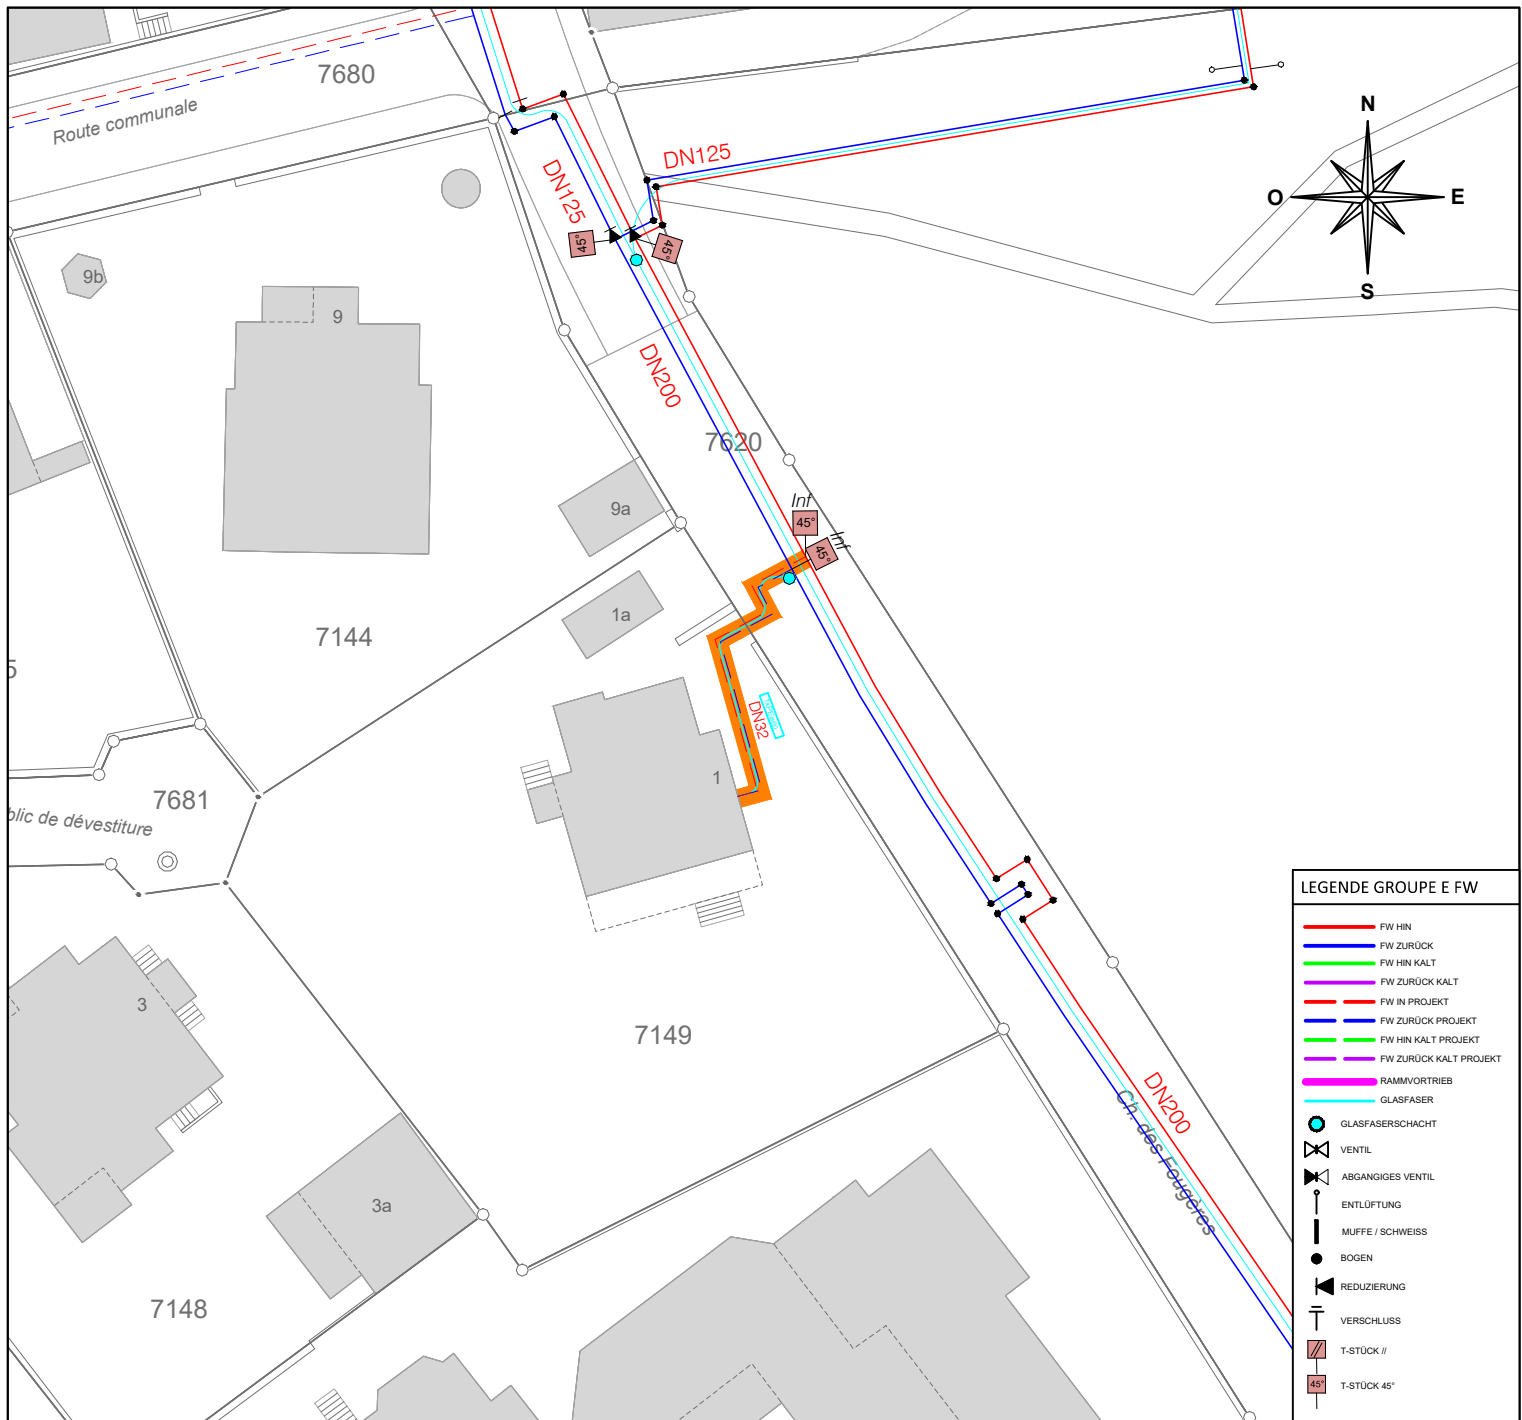 7680
Route communale
DN125
DN125
45°
45°
N
O
E
S
9b
9
DN200
7620
Inf
45°
Inf
45°
9a
1a
7144
5
DN32
1
7681
blic de dévestiture
3
7149
DN200
Ch. des Fougères
3a
7148
LEGENDE GROUPE E FW
FW HIN
FW ZURÜCK
FW HIN KALT
FW ZURÜCK KALT
FW IN PROJEKT
FW ZURÜCK PROJEKT
FW HIN KALT PROJEKT
FW ZURÜCK KALT PROJEKT
RAMMVORTRIEB
GLASFASER
GLASFASERSCHACHT
VENTIL
ABGANGIGES VENTIL
ENTLÜFTUNG
MUFFE / SCHWEISS
BOGEN
REDUZIERUNG
VERSCHLUSS
T-STÜCK //
45°
T-STÜCK 45°